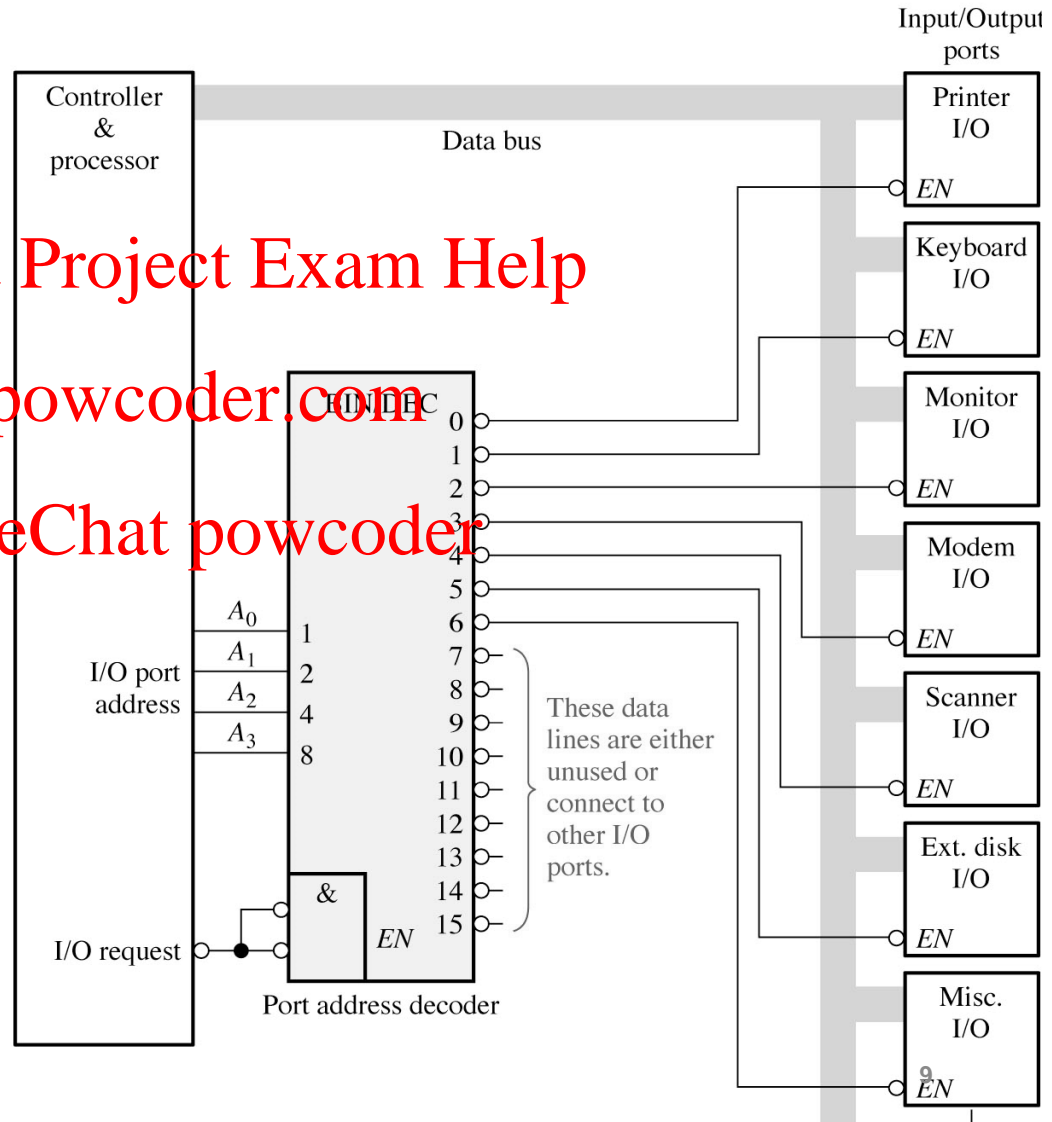 Input/Output
ports
Controller
&
processor
Data bus
Printer
I/O
EN
Keyboard
I/O
EN
Project Exam Help
Monitor
I/O
EN
powcoder.com
BIN/DEC
eChat powcoder
0
1
2
3
4
5
6
7
8
9
10
11
12
13
14
15
Modem
I/O
EN
A0
A1
A2
A3
I/O port
address
1
2
4
8
These data
lines are either
unused or
connect to
other I/O
ports.
Scanner
I/O
EN
Ext. disk
I/O
EN
&
EN
I/O request
Port address decoder
Misc.
I/O
EN
9